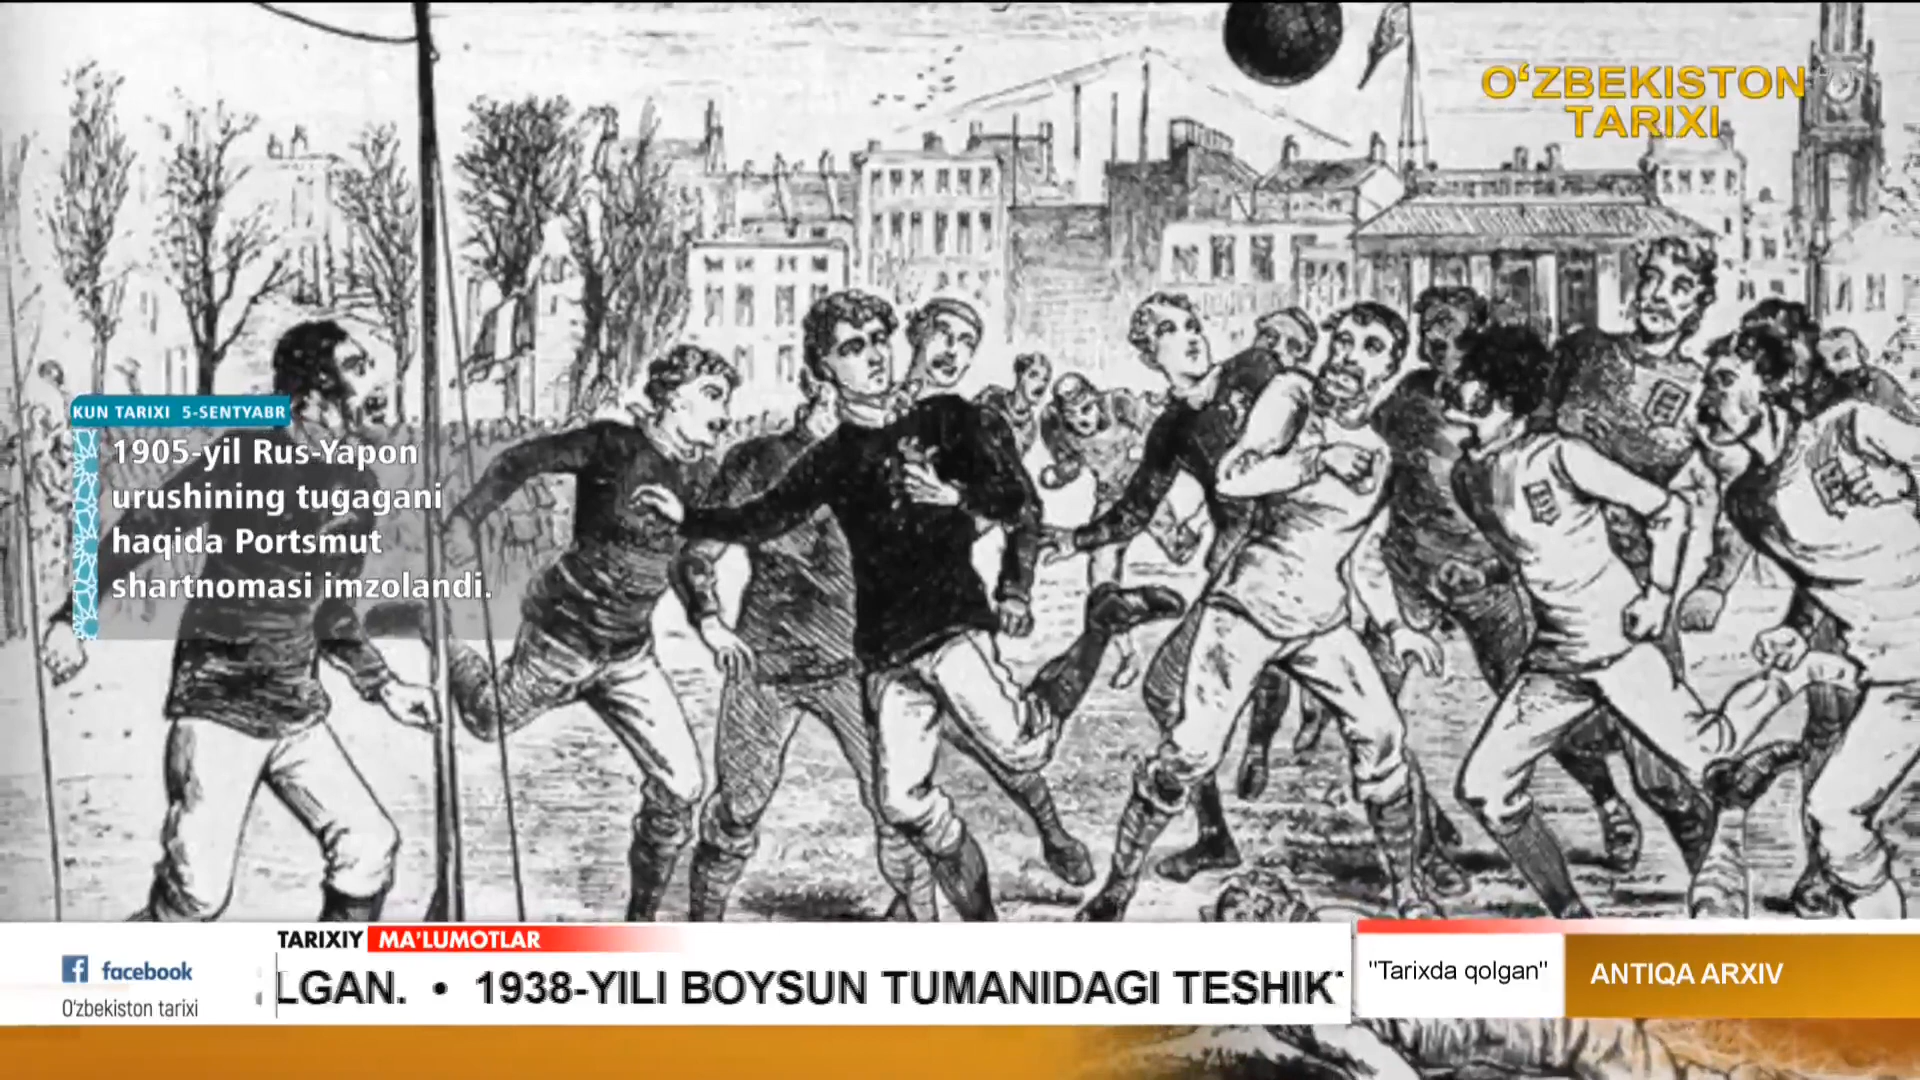 O‘ZBEKISTON
TARIXI
KUN TARIXI 5-SENTYABR
1905-yil Rus-Yapon
urushining tugagani
haqida Portsmut
shartnomasi imzolandi.
TARIXIY MA'LUMOTLAR
facebook
O'zbekiston tarixi
LGAN. • 1938-YILI BOYSUN TUMANIDAGI TESHIK
"Tarixda qolgan"
ANTIQA ARXIV